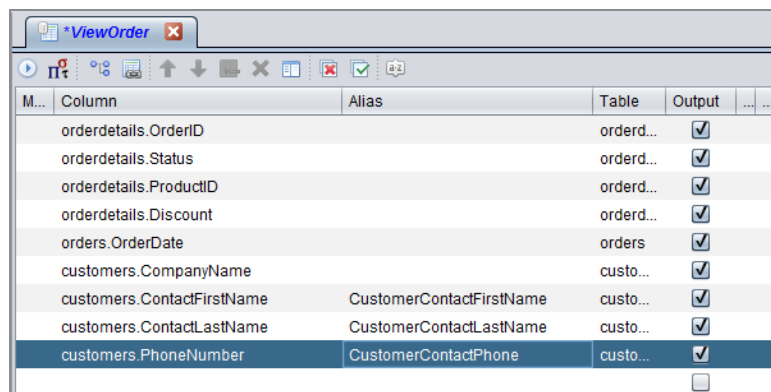 *ViewOrder
M... Column Alias Table Output ... ..
orderdetails.OrderID orderd...
orderdetails.Status orderd...
orderdetails.ProductID orderd...
orderdetails.Discount orderd...
orders.OrderDate orders
customers.CompanyName custo...
customers.ContactFirstName CustomerContactFirstName custo...
customers.ContactLastName CustomerContactLastName custo...
customers.PhoneNumber CustomerContactPhone custo...